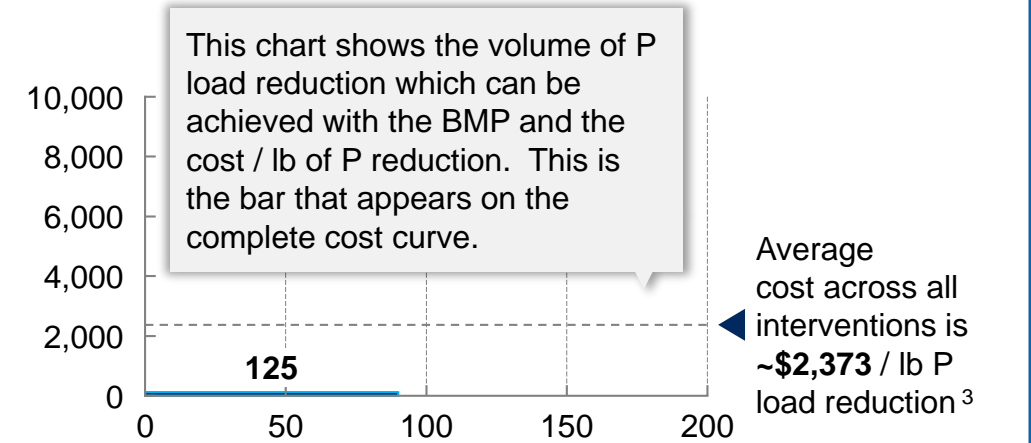 This chart shows the volume of P
load reduction which can be
achieved with the BMP and the
cost / lb of P reduction.  This is
the bar that appears on the
complete cost curve.
10,000
8,000
6,000
4,000
2,000
0
125
0 50 100 150 200
Average
cost across all
interventions is
~$2,373 / lb P
load reduction 3